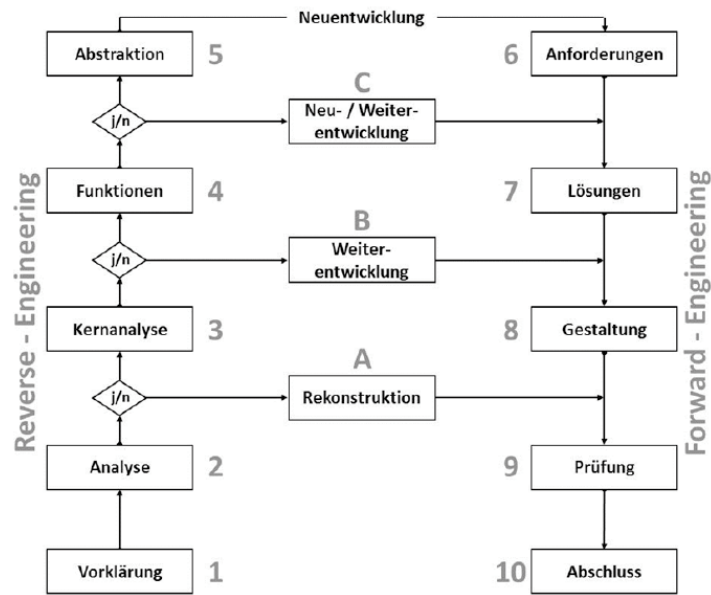 Neuentwicklung
Abstraktion
5
6
Anforderungen
C
j/n
Neu- / Weiter-
entwicklung
Funktionen
4
7
Lösungen
B
j/n
Weiter-
entwicklung
Kernanalyse
3
8
Gestaltung
A
j/n
Rekonstruktion
Analyse
2
9
Prüfung
Vorklärung
1
10
Abschluss
Reverse - Engineering
Forward - Engineering